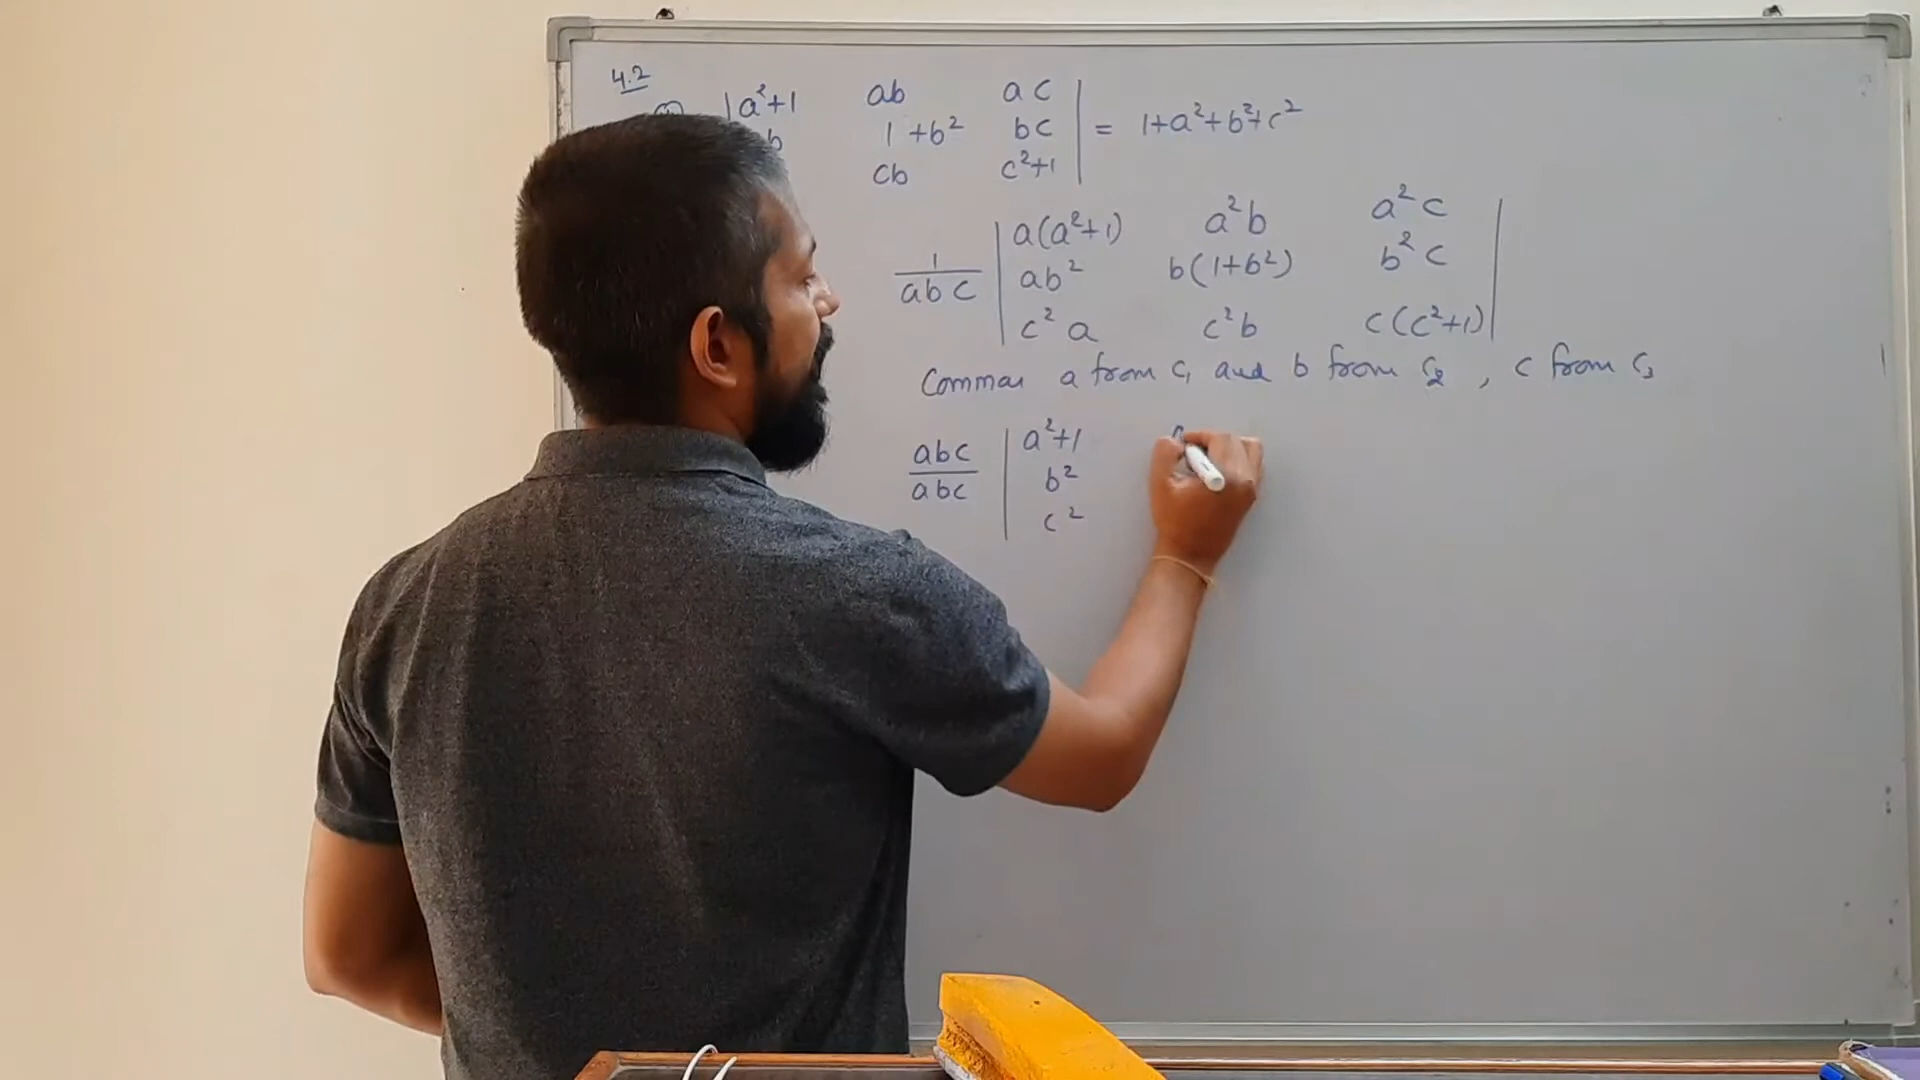 4.2
|a²+1 ab ac|
b 1+b² bc| = 1+a²+b²+c²
cb c²+1|
|a(a²+1) a²b a²c|
1/abc |ab² b(1+b²) b²c|
|c²a c²b c(c²+1)|
Common a from C₁ and b from C₂, c from C₃
|a²+1
abc/abc |b²
|c²